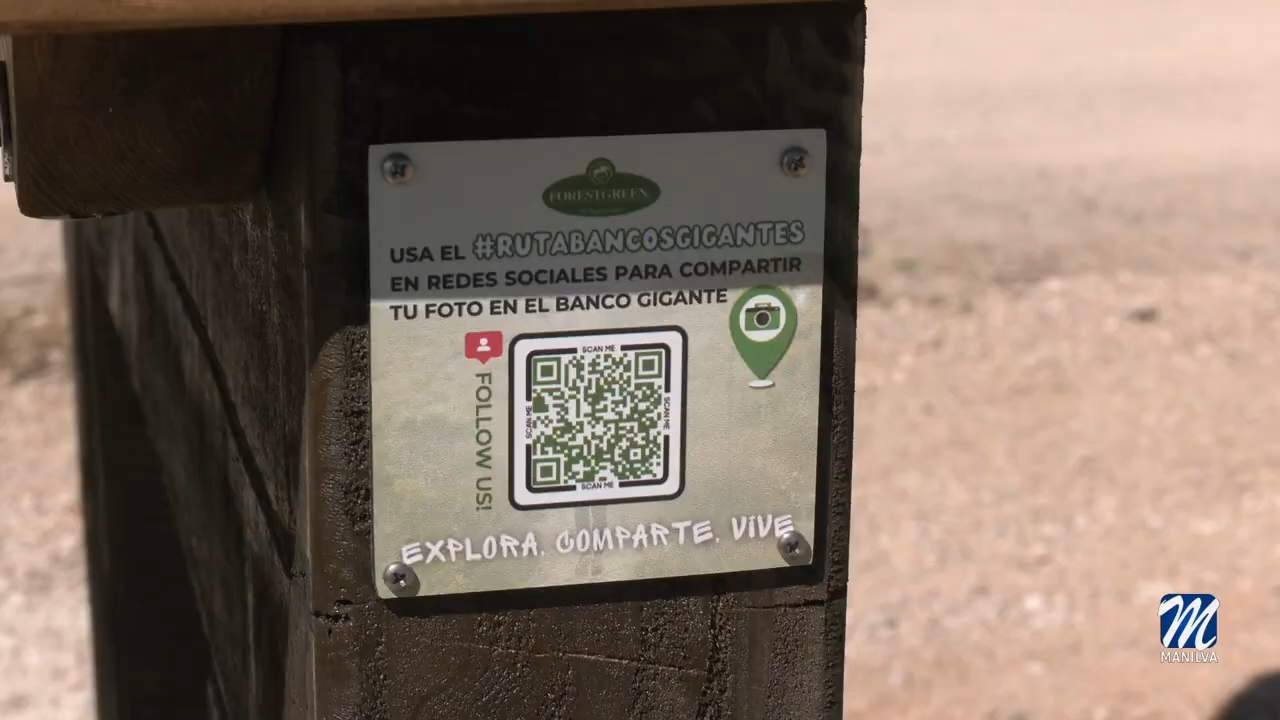 FORESTGREEN
USA EL #RUTABANCOSGIGANTES
EN REDES SOCIALES PARA COMPARTIR
TU FOTO EN EL BANCO GIGANTE
SCAN ME
SCAN ME
SCAN ME
SCAN ME
FOLLOW US!
EXPLORA. COMPARTE. VIVE
M
MANILVA